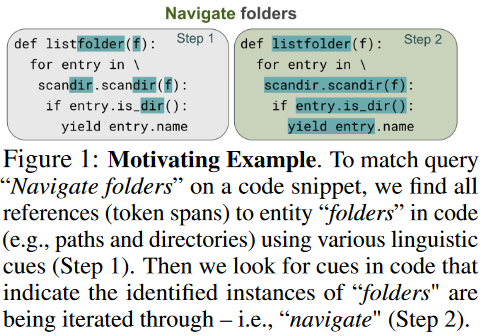 Navigate folders
Step 1
def listfolder(f):
for entry in \
scandir.scandir(f):
if entry.is_dir():
yield entry.name
Step 2
def listfolder(f):
for entry in \
scandir.scandir(f):
if entry.is_dir():
yield entry.name
Figure 1: Motivating Example. To match query
“Navigate folders” on a code snippet, we find all
references (token spans) to entity “folders” in code
(e.g., paths and directories) using various linguistic
cues (Step 1). Then we look for cues in code that
indicate the identified instances of “folders" are
being iterated through – i.e., “navigate" (Step 2).